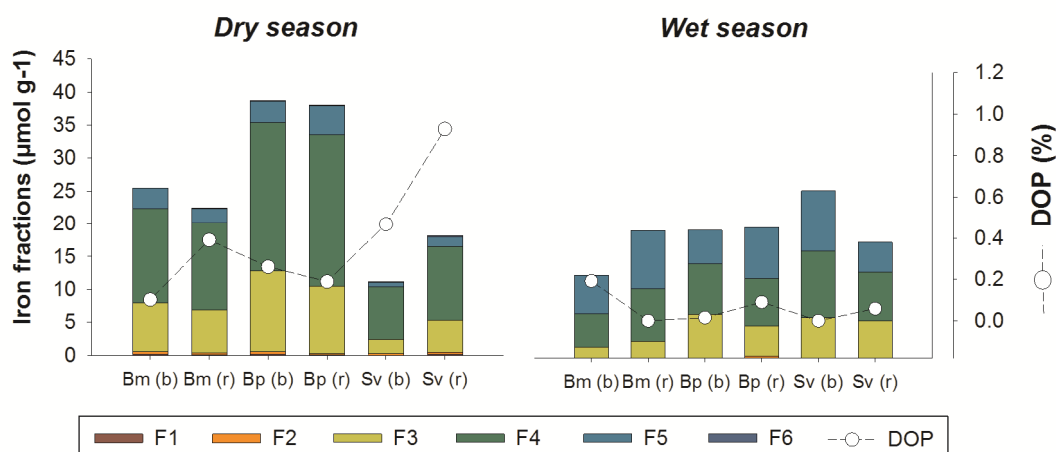 Dry season
Wet season
Iron fractions (µmol g-1)
45
40
35
30
25
20
15
10
5
0
1.2
1.0
0.8
0.6
0.4
0.2
0.0
DOP (%)
Bm (b) Bm (r) Bp (b) Bp (r) Sv (b) Sv (r)
Bm (b) Bm (r) Bp (b) Bp (r) Sv (b) Sv (r)
F1 F2 F3 F4 F5 F6 DOP